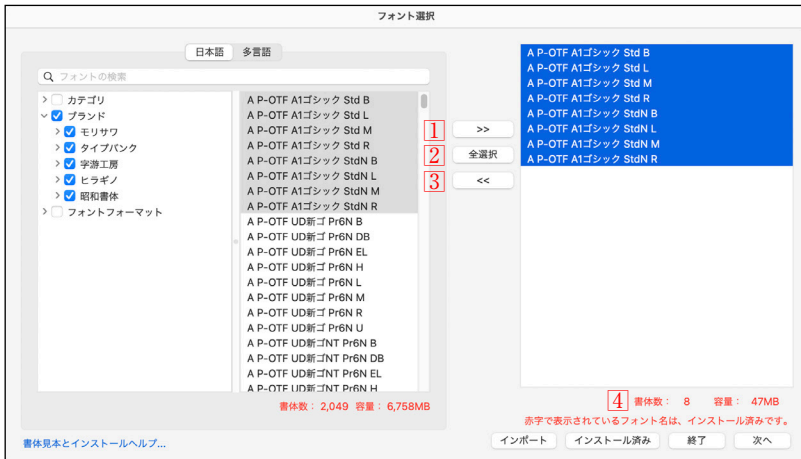 フォント選択
日本語 多言語
フォントの検索
カテゴリ
ブランド
モリサワ
タイプバンク
字游工房
ヒラギノ
昭和書体
フォントフォーマット
A P-OTF A1ゴシック Std B
A P-OTF A1ゴシック Std L
A P-OTF A1ゴシック Std M
A P-OTF A1ゴシック Std R
A P-OTF A1ゴシック StdN B
A P-OTF A1ゴシック StdN L
A P-OTF A1ゴシック StdN M
A P-OTF A1ゴシック StdN R
A P-OTF UD新ゴ Pr6N B
A P-OTF UD新ゴ Pr6N DB
A P-OTF UD新ゴ Pr6N EL
A P-OTF UD新ゴ Pr6N H
A P-OTF UD新ゴ Pr6N L
A P-OTF UD新ゴ Pr6N M
A P-OTF UD新ゴ Pr6N R
A P-OTF UD新ゴ Pr6N U
A P-OTF UD新ゴNT Pr6N B
A P-OTF UD新ゴNT Pr6N DB
A P-OTF UD新ゴNT Pr6N EL
A P-OTF UD新ゴNT Pr6N H
書体数： 2,049 容量： 6,758MB
1 >>
2 全選択
3 <<
A P-OTF A1ゴシック Std B
A P-OTF A1ゴシック Std L
A P-OTF A1ゴシック Std M
A P-OTF A1ゴシック Std R
A P-OTF A1ゴシック StdN B
A P-OTF A1ゴシック StdN L
A P-OTF A1ゴシック StdN M
A P-OTF A1ゴシック StdN R
4 書体数： 8 容量： 47MB
赤字で表示されているフォント名は、インストール済みです。
書体見本とインストールヘルプ...
インポート インストール済み 終了 次へ